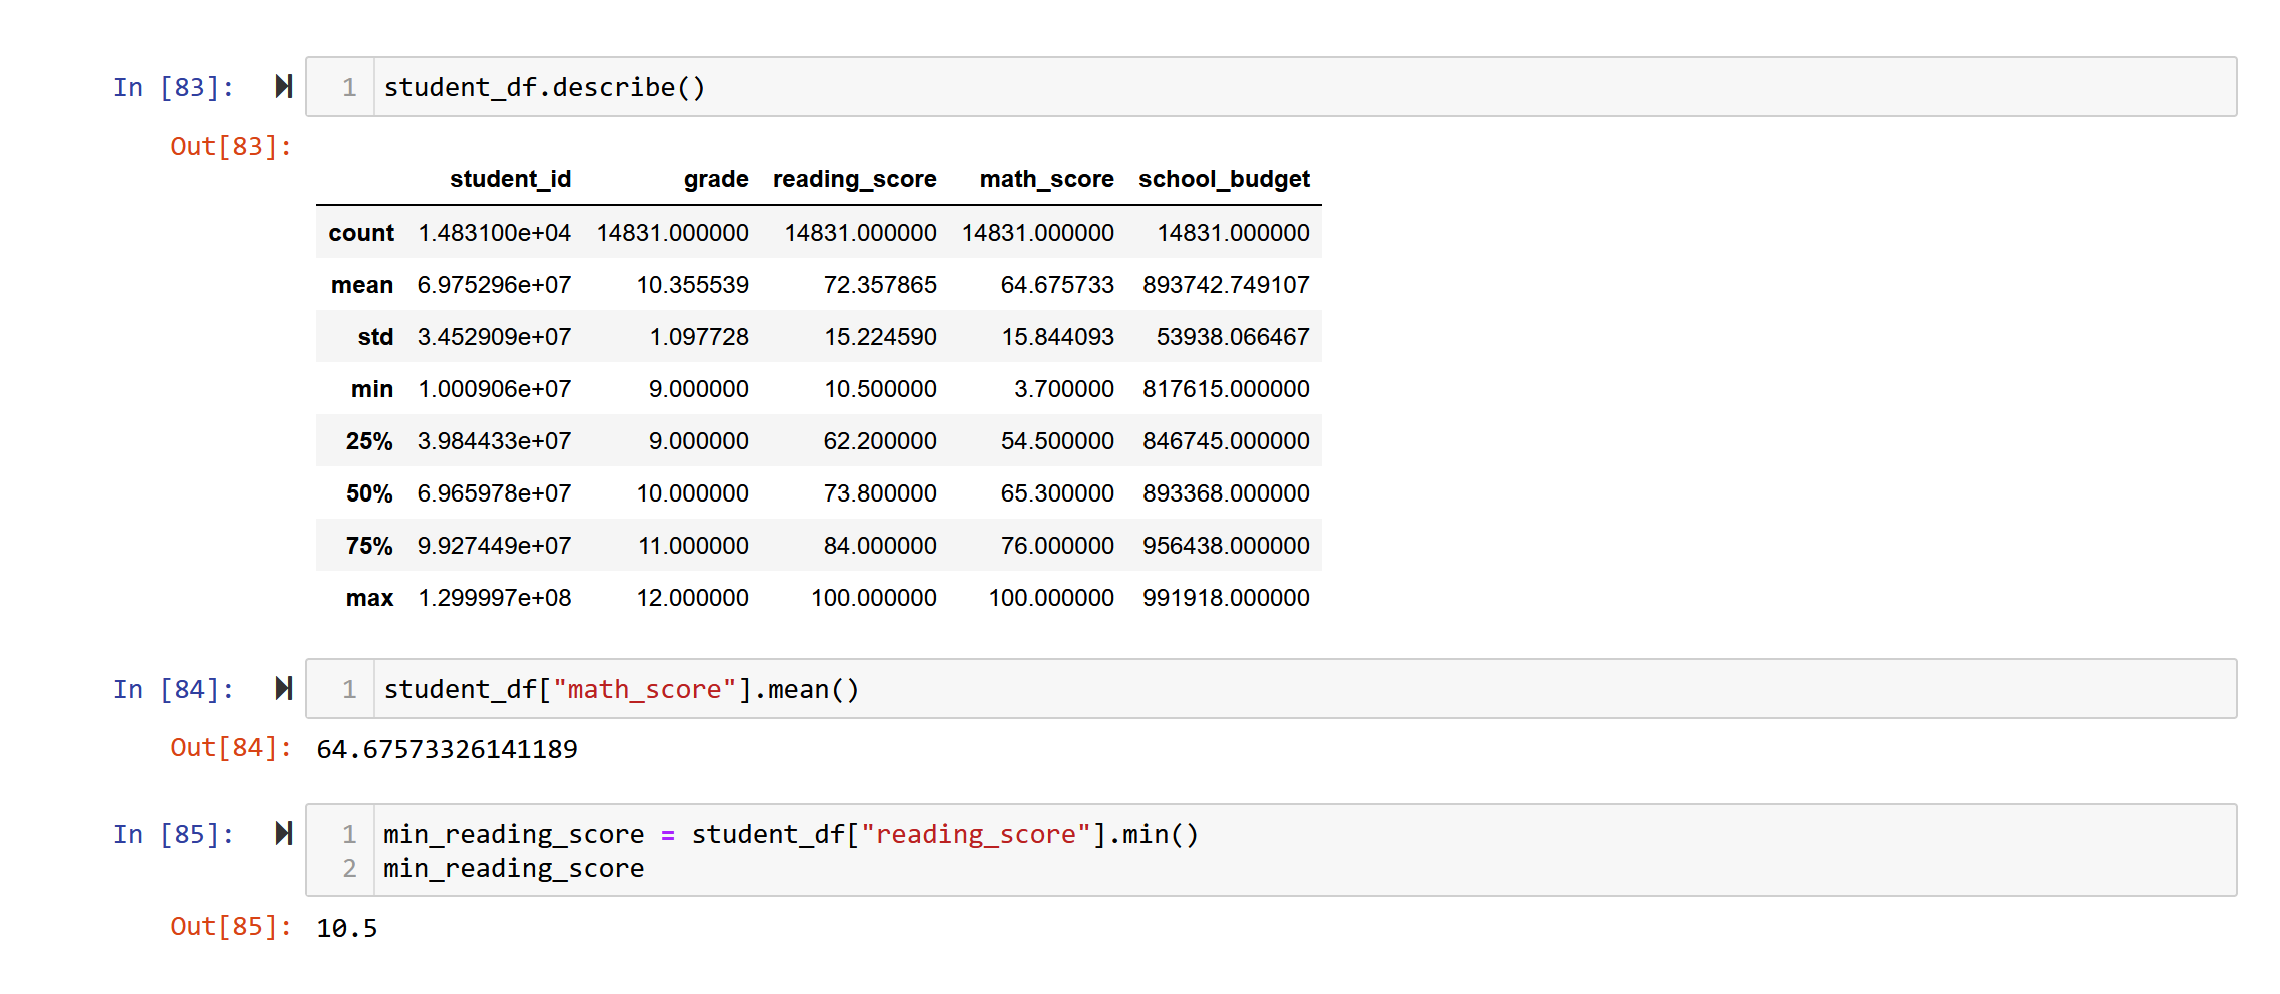 In [83]: 1 student_df.describe()
Out[83]:
student_id grade reading_score math_score school_budget
count 1.483100e+04 14831.000000 14831.000000 14831.000000 14831.000000
mean 6.975296e+07 10.355539 72.357865 64.675733 893742.749107
std 3.452909e+07 1.097728 15.224590 15.844093 53938.066467
min 1.000906e+07 9.000000 10.500000 3.700000 817615.000000
25% 3.984433e+07 9.000000 62.200000 54.500000 846745.000000
50% 6.965978e+07 10.000000 73.800000 65.300000 893368.000000
75% 9.927449e+07 11.000000 84.000000 76.000000 956438.000000
max 1.299997e+08 12.000000 100.000000 100.000000 991918.000000
In [84]: 1 student_df["math_score"].mean()
Out[84]: 64.67573326141189
In [85]: 1 min_reading_score = student_df["reading_score"].min()
2 min_reading_score
Out[85]: 10.5